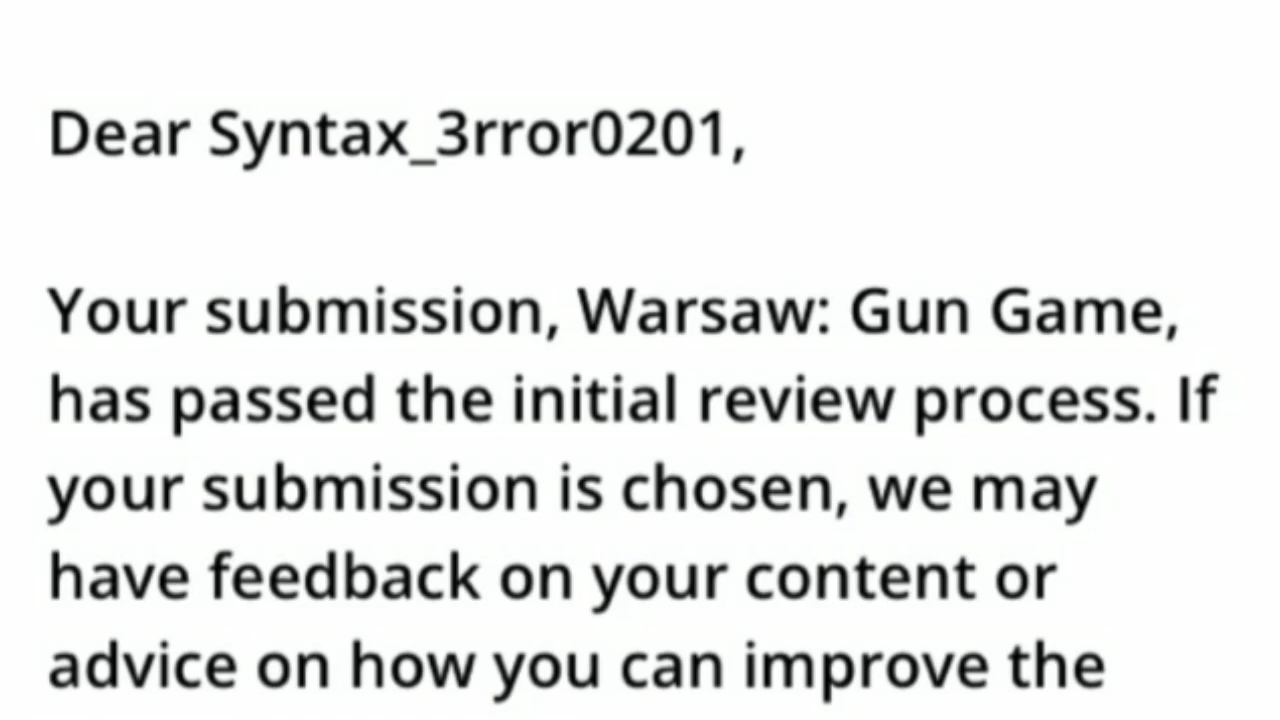 Dear Syntax_3rror0201,
Your submission, Warsaw: Gun Game,
has passed the initial review process. If
your submission is chosen, we may
have feedback on your content or
advice on how you can improve the